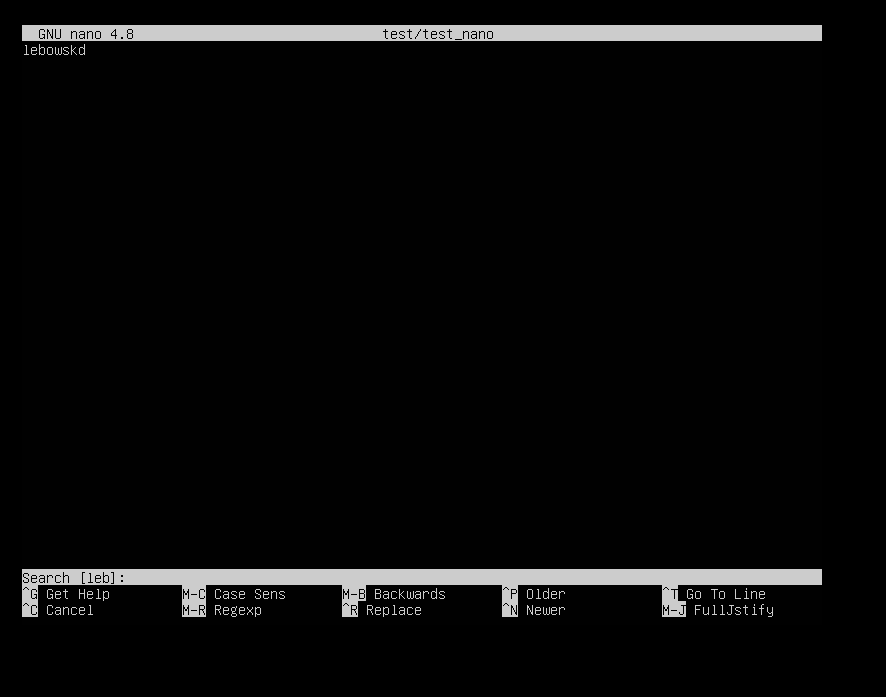 GNU nano 4.8 test/test_nano
lebowskd
Search [leb]:
^G Get Help M-C Case Sens M-B Backwards ^P Older ^T Go To Line
^C Cancel M-R Regexp ^R Replace ^N Newer M-J FullJstify